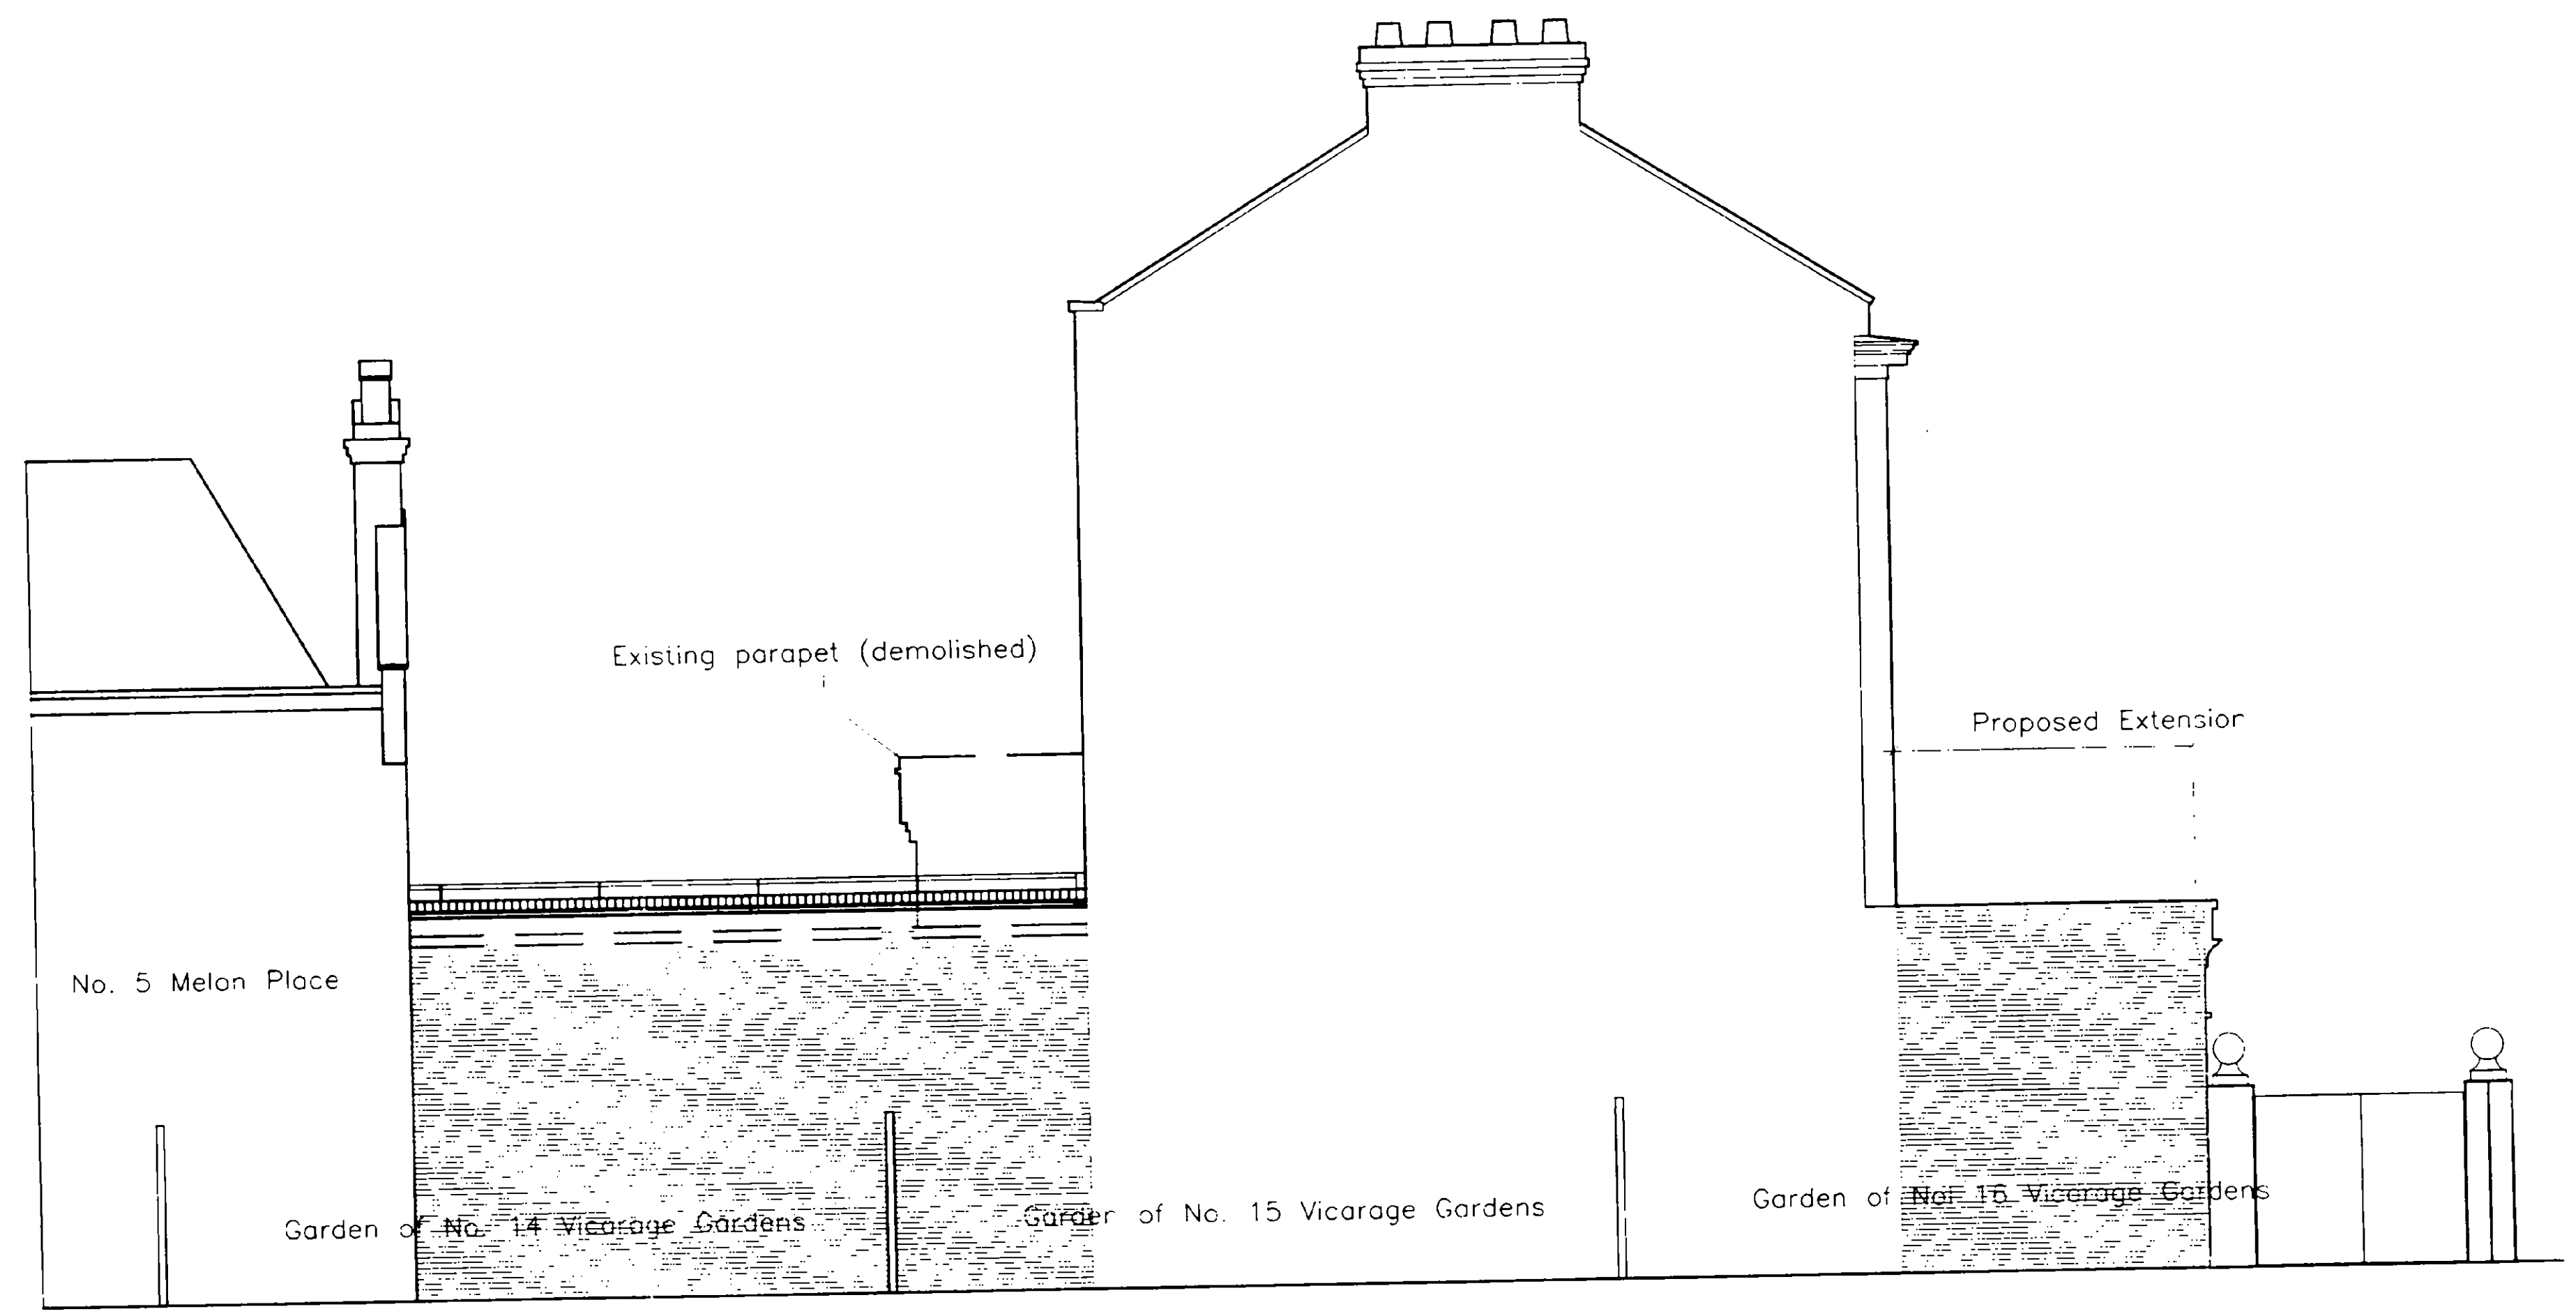 Existing parapet (demolished)
Proposed Extension
No. 5 Melon Place
Garden of No. 14 Vicarage Gardens
Garden of No. 15 Vicarage Gardens
Garden of No. 16 Vicarage Gardens